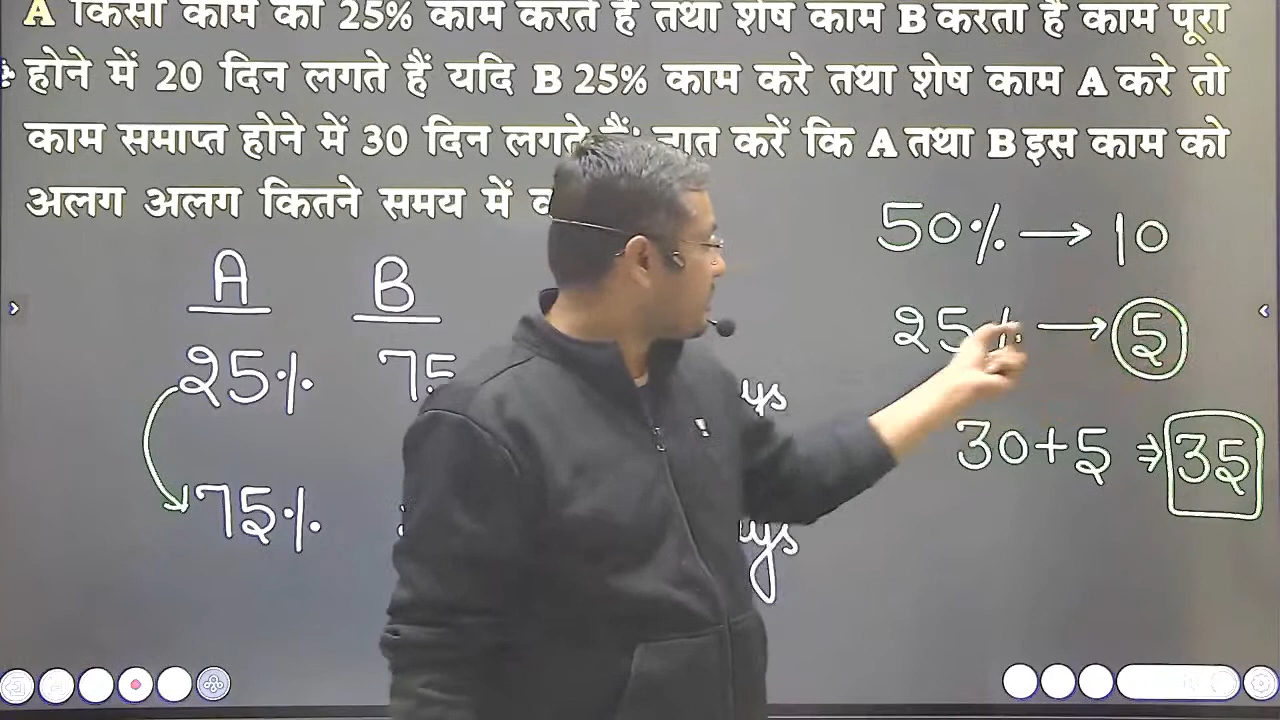 A किसी काम का 25% काम करते है तथा शेष काम B करता है काम पूरा
होने में 20 दिन लगते हैं यदि B 25% काम करे तथा शेष काम A करे तो
काम समाप्त होने में 30 दिन लगते करें कि A तथा B इस काम को
अलग अलग कितने समय में
A B
25% 75
75%
50% → 10
25% → 5
30+5 ⇒ 35